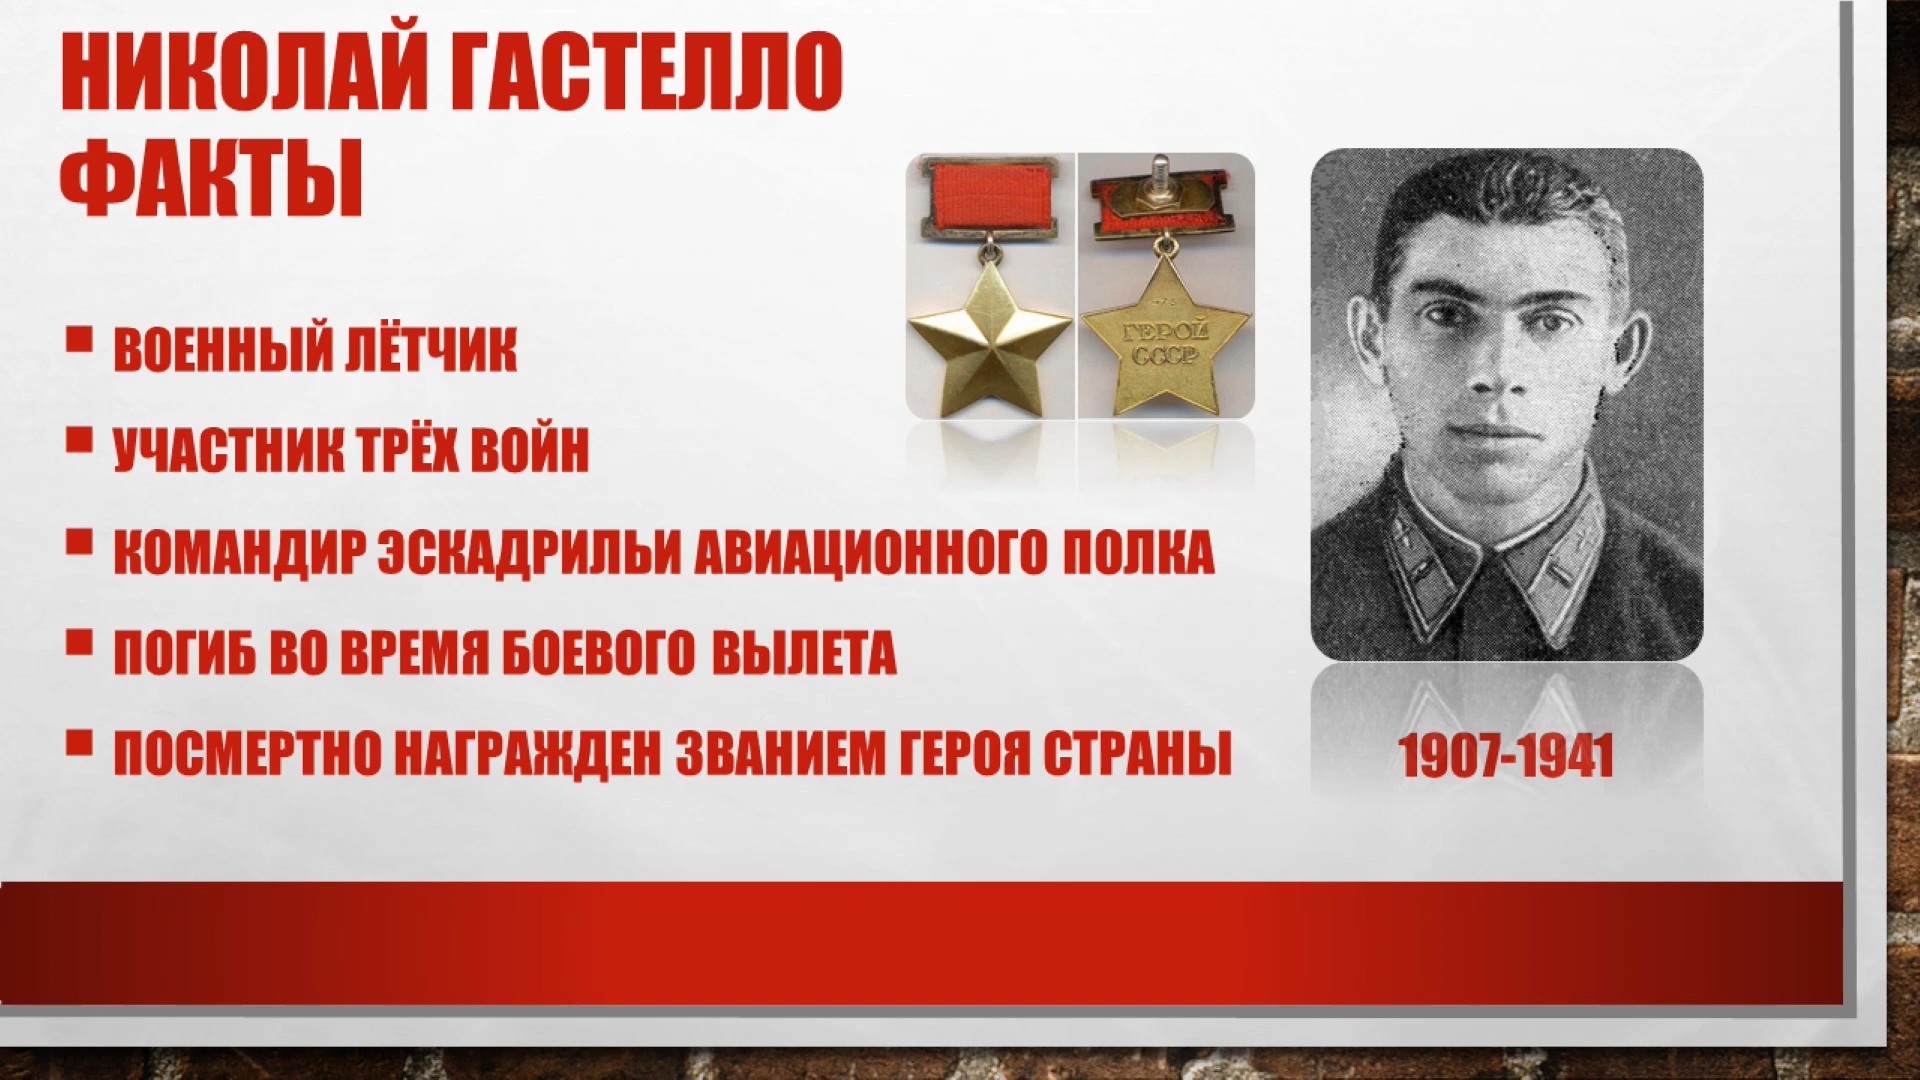 НИКОЛАЙ ГАСТЕЛЛО
ФАКТЫ
ВОЕННЫЙ ЛЁТЧИК
УЧАСТНИК ТРЁХ ВОЙН
КОМАНДИР ЭСКАДРИЛЬИ АВИАЦИОННОГО ПОЛКА
ПОГИБ ВО ВРЕМЯ БОЕВОГО ВЫЛЕТА
ПОСМЕРТНО НАГРАЖДЕН ЗВАНИЕМ ГЕРОЯ СТРАНЫ
ГЕРОЙ
СССР
1907-1941